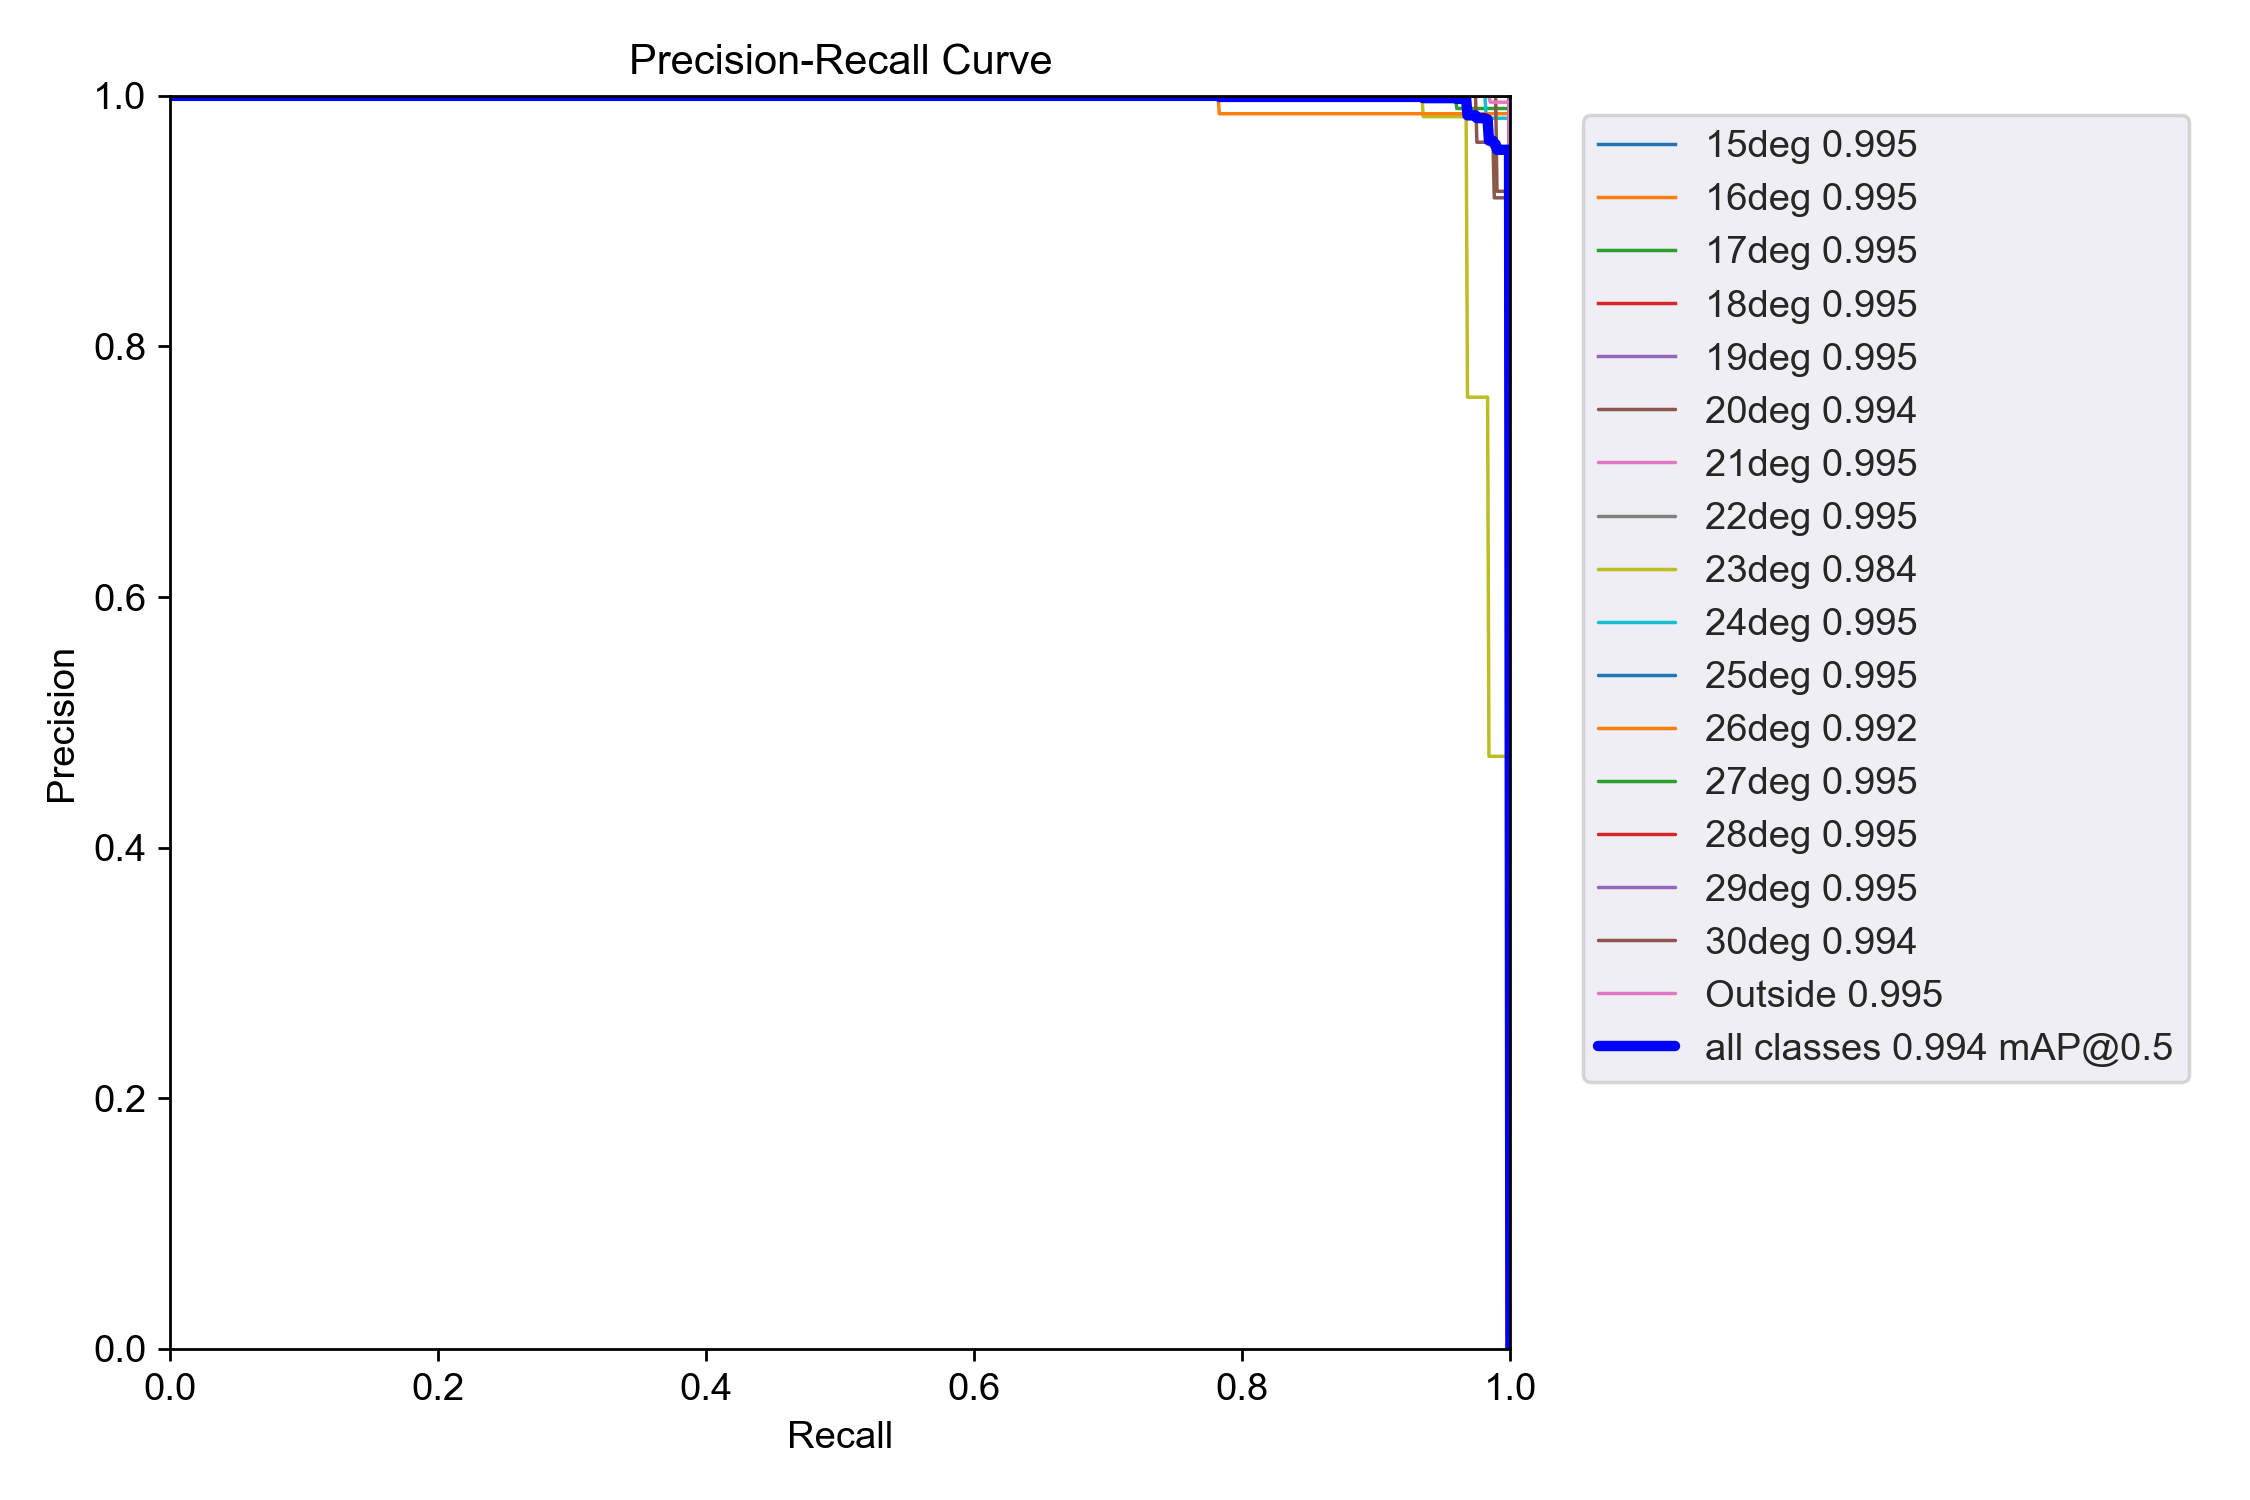 Precision-Recall Curve
1.0
0.8
0.6
0.4
0.2
0.0
Precision
0.0 0.2 0.4 0.6 0.8 1.0
Recall
15deg 0.995
16deg 0.995
17deg 0.995
18deg 0.995
19deg 0.995
20deg 0.994
21deg 0.995
22deg 0.995
23deg 0.984
24deg 0.995
25deg 0.995
26deg 0.992
27deg 0.995
28deg 0.995
29deg 0.995
30deg 0.994
Outside 0.995
all classes 0.994 mAP@0.5